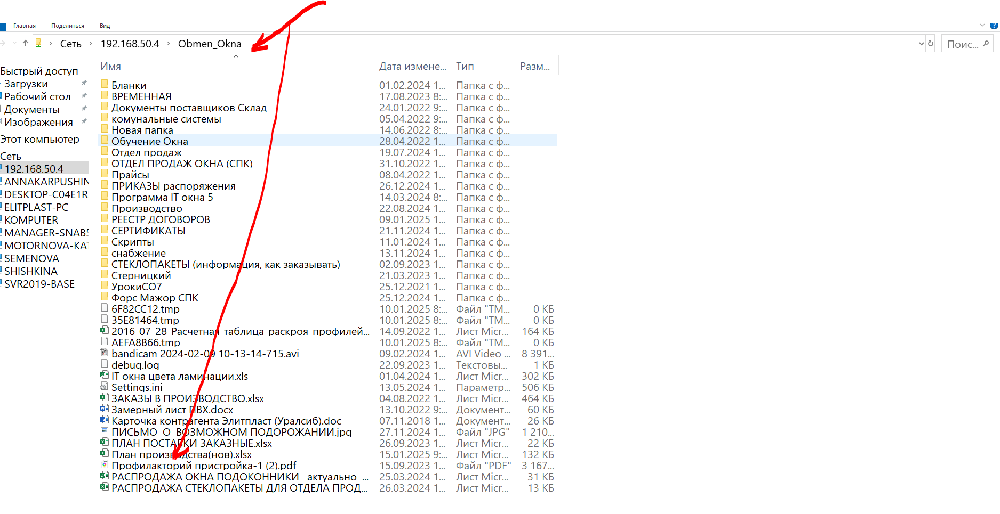 Главная Поделиться Вид
Сеть › 192.168.50.4 › Obmen_Okna
Поиск...
Имя Дата измене... Тип Разм...
Быстрый доступ
Загрузки
Рабочий стол
Документы
Изображения
Этот компьютер
Сеть
192.168.50.4
ANNAKARPUSHIN
DESKTOP-C04E1R
ELITPLAST-PC
KOMPUTER
MANAGER-SNAB5
MOTORNOVA-KAT
SEMENOVA
SHISHKINA
SVR2019-BASE
Бланки 01.02.2024 1... Папка с ф...
ВРЕМЕННАЯ 17.08.2023 8:... Папка с ф...
Документы поставщиков Склад 24.01.2022 9:... Папка с ф...
комунальные системы 05.04.2022 9:... Папка с ф...
Новая папка 14.06.2022 8:... Папка с ф...
Обучение Окна 28.04.2022 1... Папка с ф...
Отдел продаж 19.07.2024 1... Папка с ф...
ОТДЕЛ ПРОДАЖ ОКНА (СПК) 31.10.2022 1... Папка с ф...
Прайсы 08.04.2022 1... Папка с ф...
ПРИКАЗЫ распоряжения 26.12.2024 1... Папка с ф...
Программа IT окна 5 14.03.2024 8:... Папка с ф...
Производство 22.08.2024 1... Папка с ф...
РЕЕСТР ДОГОВОРОВ 09.01.2025 1... Папка с ф...
СЕРТИФИКАТЫ 21.11.2024 1... Папка с ф...
Скрипты 11.01.2024 1... Папка с ф...
снабжение 13.11.2024 1... Папка с ф...
СТЕКЛОПАКЕТЫ (информация, как заказывать) 02.09.2023 1... Папка с ф...
Стерницкий 21.03.2023 1... Папка с ф...
УрокиСО7 25.12.2021 1... Папка с ф...
Форс Мажор СПК 25.12.2024 1... Папка с ф...
6F82CC12.tmp 10.01.2025 8:... Файл "TM... 0 КБ
35E81464.tmp 10.01.2025 8:... Файл "TM... 0 КБ
2016_07_28_Расчетная_таблица_раскроя_профилей... 14.09.2022 1... Лист Micr... 164 КБ
AEFA8B66.tmp 10.01.2025 8:... Файл "TM... 0 КБ
bandicam 2024-02-09 10-13-14-715.avi 09.02.2024 1... AVI Video ... 8 391...
debug.log 22.09.2023 1... Текстовы... 1 КБ
IT окна цвета ламинации.xls 01.04.2024 1... Лист Micr... 302 КБ
Settings.ini 13.05.2024 1... Параметр... 506 КБ
ЗАКАЗЫ В ПРОИЗВОДСТВО.xlsx 04.08.2022 1... Лист Micr... 464 КБ
Замерный лист ПВХ.docx 13.10.2022 9:... Документ... 60 КБ
Карточка контрагента Элитпласт (Уралсиб).doc 07.11.2018 1... Документ... 26 КБ
ПИСЬМО О ВОЗМОЖНОМ ПОДОРОЖАНИИ.jpg 27.11.2024 1... Файл "JPG" 1 210...
ПЛАН ПОСТАВКИ ЗАКАЗНЫЕ.xlsx 26.09.2023 1... Лист Micr... 22 КБ
План производства(нов).xlsx 15.01.2025 9:... Лист Micr... 132 КБ
Профилакторий пристройка-1 (2).pdf 15.09.2023 1... Файл "PDF" 3 167...
РАСПРОДАЖА ОКНА ПОДОКОННИКИ _актуально_... 25.03.2024 1... Лист Micr... 31 КБ
РАСПРОДАЖА СТЕКЛОПАКЕТЫ ДЛЯ ОТДЕЛА ПРОД... 26.03.2024 1... Лист Micr... 13 КБ